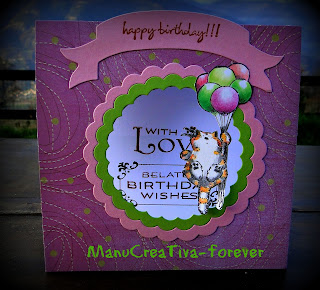 happy birthday!!!
WITH
Love
BELATED
BIRTHDAY
WISHES
ManuCreaTiva-forever